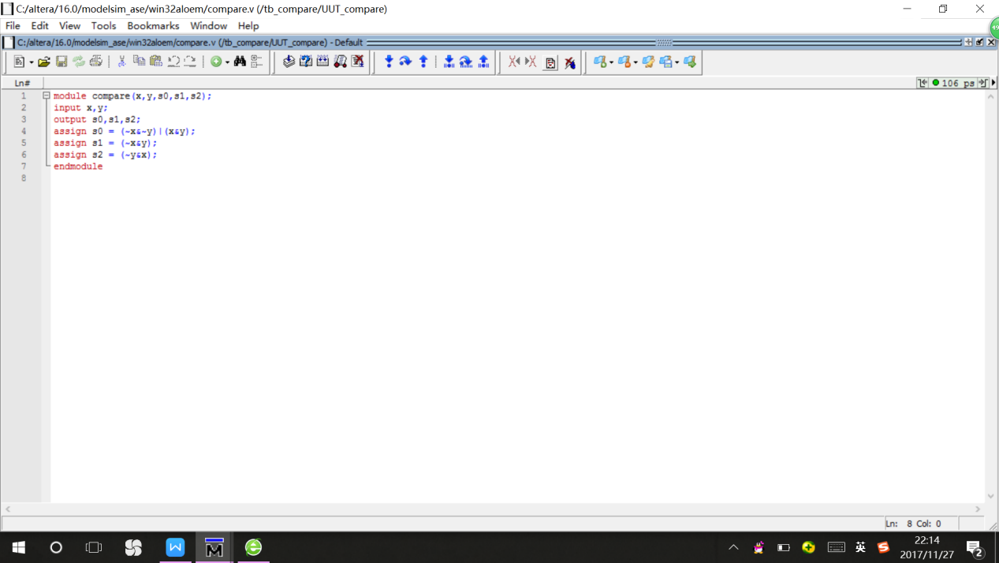 C:/altera/16.0/modelsim_ase/win32aloem/compare.v (/tb_compare/UUT_compare)
File Edit View Tools Bookmarks Window Help
49
C:/altera/16.0/modelsim_ase/win32aloem/compare.v (/tb_compare/UUT_compare) - Default
Ln#
106 ps
1 module compare(x,y,s0,s1,s2);
2 input x,y;
3 output s0,s1,s2;
4 assign s0 = (~x&~y)|(x&y);
5 assign s1 = (~x&y);
6 assign s2 = (~y&x);
7 endmodule
8
Ln: 8 Col: 0
英
22:14
2017/11/27
2